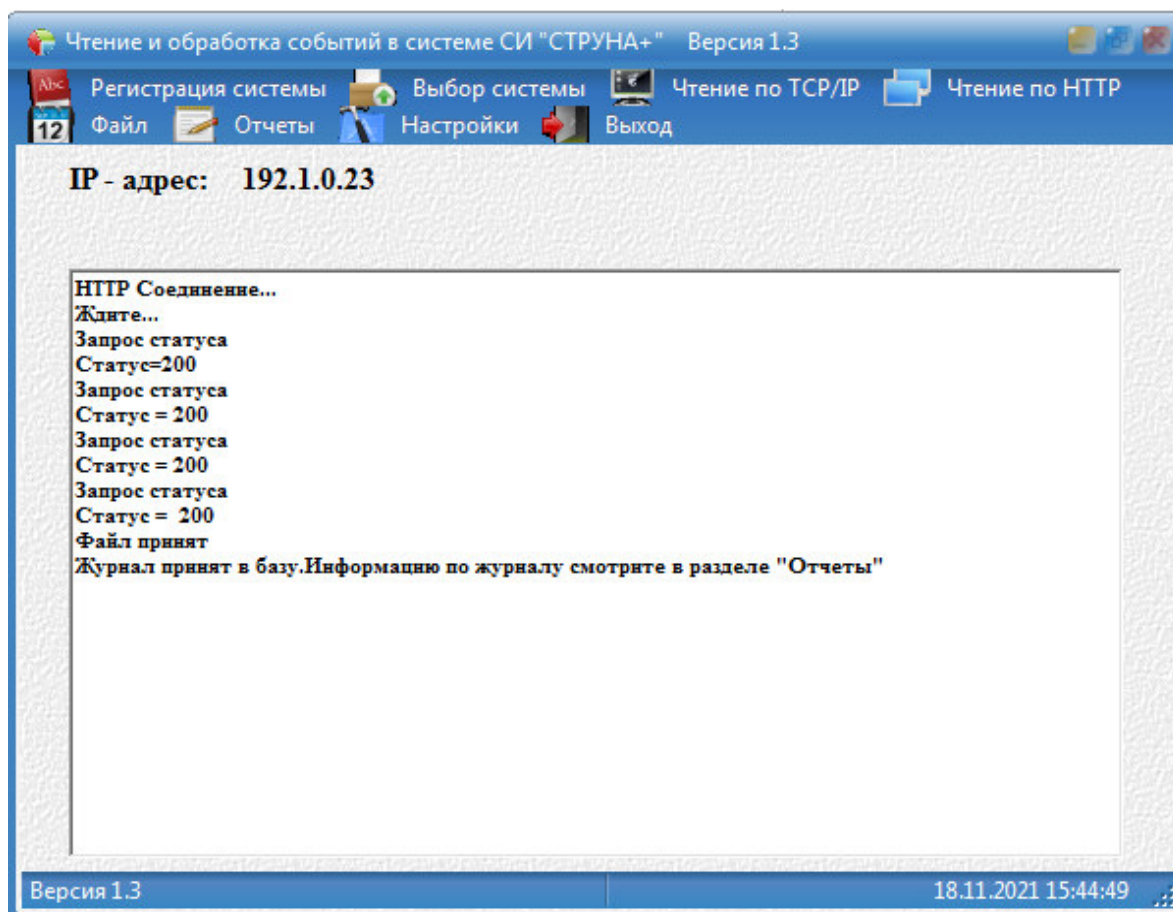 Чтение и обработка событий в системе СИ "СТРУНА+" Версия 1.3
Abc Регистрация системы Выбор системы Чтение по TCP/IP Чтение по HTTP
12 Файл Отчеты Настройки Выход
IP - адрес: 192.1.0.23
HTTP Соединение...
Ждите...
Запрос статуса
Статус=200
Запрос статуса
Статус = 200
Запрос статуса
Статус = 200
Запрос статуса
Статус = 200
Файл принят
Журнал принят в базу.Информацию по журналу смотрите в разделе "Отчеты"
Версия 1.3 18.11.2021 15:44:49